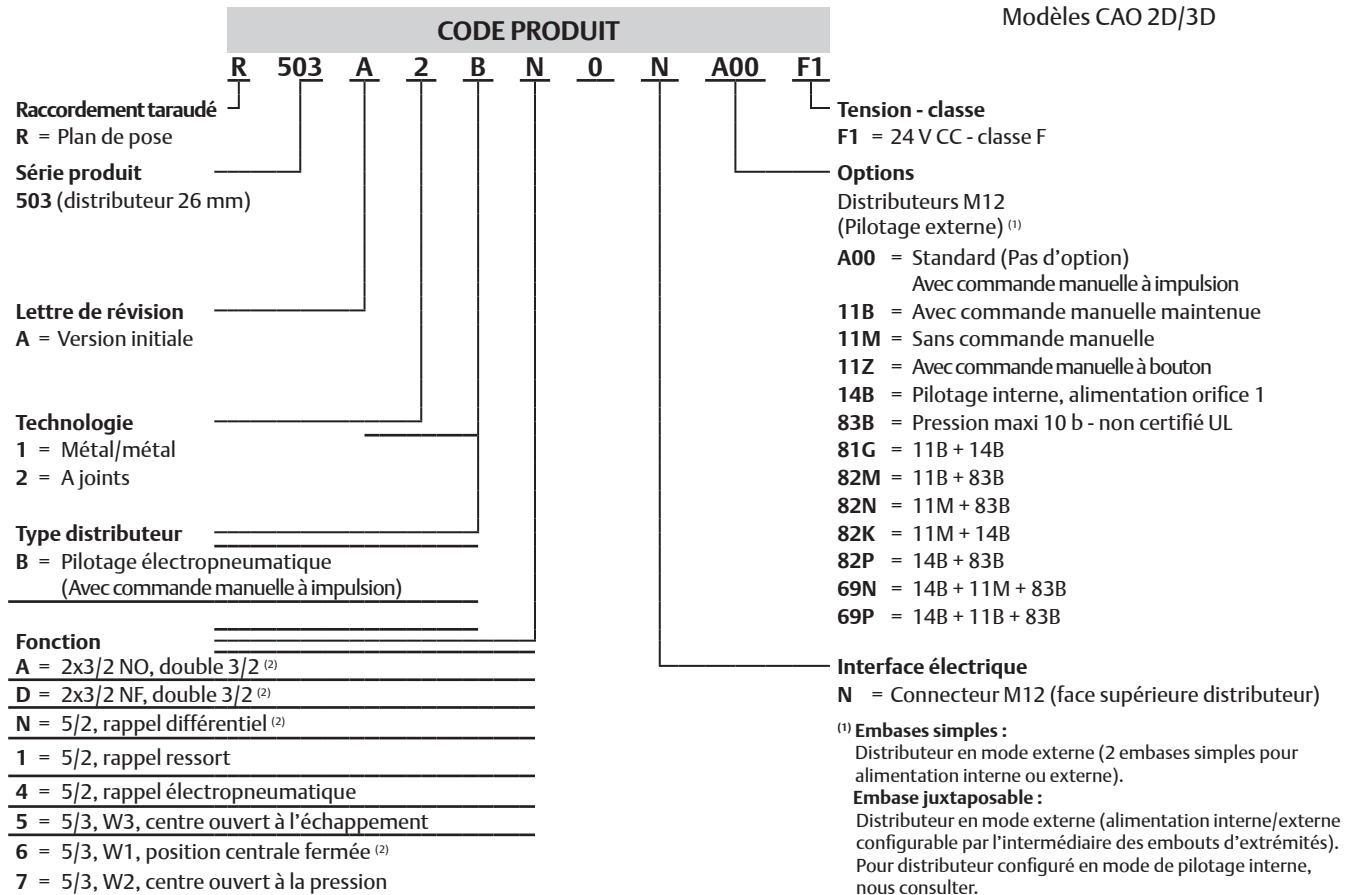 Modèles CAO 2D/3D
CODE PRODUIT
R 503 A 2 B N 0 N A00 F1
Raccordement taraudé
R = Plan de pose
Série produit
503 (distributeur 26 mm)
Lettre de révision
A = Version initiale
Technologie
1 = Métal/métal
2 = A joints
Type distributeur
B = Pilotage électropneumatique
(Avec commande manuelle à impulsion)
Fonction
A = 2x3/2 NO, double 3/2 (2)
D = 2x3/2 NF, double 3/2 (2)
N = 5/2, rappel différentiel (2)
1 = 5/2, rappel ressort
4 = 5/2, rappel électropneumatique
5 = 5/3, W3, centre ouvert à l'échappement
6 = 5/3, W1, position centrale fermée (2)
7 = 5/3, W2, centre ouvert à la pression
Tension - classe
F1 = 24 V CC - classe F
Options
Distributeurs M12
(Pilotage externe) (1)
A00 = Standard (Pas d'option)
Avec commande manuelle à impulsion
11B = Avec commande manuelle maintenue
11M = Sans commande manuelle
11Z = Avec commande manuelle à bouton
14B = Pilotage interne, alimentation orifice 1
83B = Pression maxi 10 b - non certifié UL
81G = 11B + 14B
82M = 11B + 83B
82N = 11M + 83B
82K = 11M + 14B
82P = 14B + 83B
69N = 14B + 11M + 83B
69P = 14B + 11B + 83B
Interface électrique
N = Connecteur M12 (face supérieure distributeur)
(1) Embases simples :
Distributeur en mode externe (2 embases simples pour
alimentation interne ou externe).
Embase juxtaposable :
Distributeur en mode externe (alimentation interne/externe
configurable par l'intermédiaire des embouts d'extrémités).
Pour distributeur configuré en mode de pilotage interne,
nous consulter.